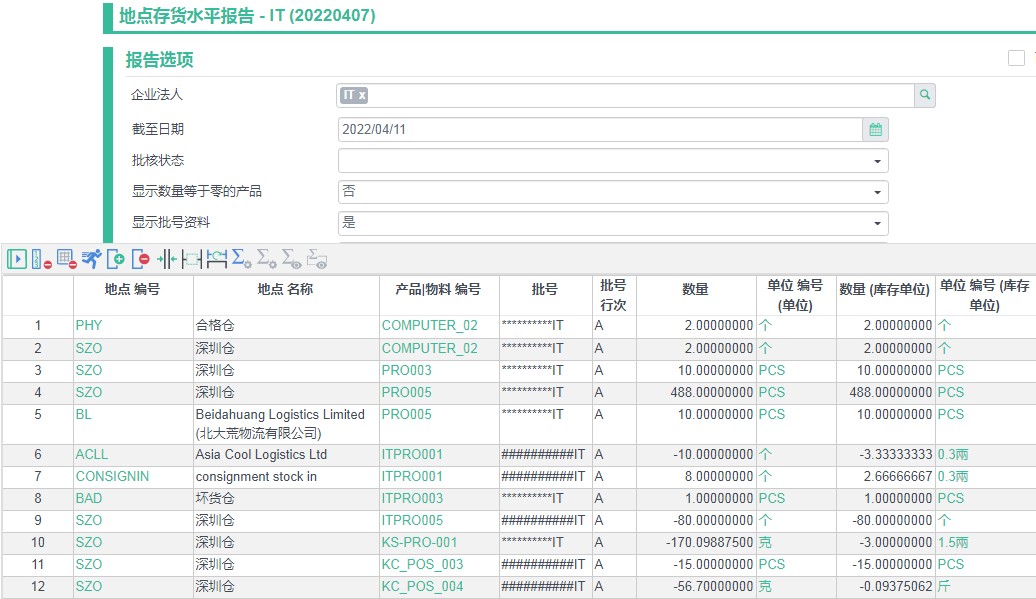 地点存货水平报告 - IT (20220407)
报告选项
企业法人 IT x
截至日期 2022/04/11
批核状态
显示数量等于零的产品 否
显示批号资料 是
地点 编号 地点 名称 产品|物料 编号 批号 批号行次 数量 单位 编号 (单位) 数量 (库存单位) 单位 编号 (库存单位)
1 PHY 合格仓 COMPUTER_02 **********IT A 2.00000000 个 2.00000000 个
2 SZO 深圳仓 COMPUTER_02 **********IT A 2.00000000 个 2.00000000 个
3 SZO 深圳仓 PRO003 **********IT A 10.00000000 PCS 10.00000000 PCS
4 SZO 深圳仓 PRO005 **********IT A 488.00000000 PCS 488.00000000 PCS
5 BL Beidahuang Logistics Limited (北大荒物流有限公司) PRO005 **********IT A 10.00000000 PCS 10.00000000 PCS
6 ACLL Asia Cool Logistics Ltd ITPRO001 ##########IT A -10.00000000 个 -3.33333333 0.3兩
7 CONSIGNIN consignment stock in ITPRO001 ##########IT A 8.00000000 个 2.66666667 0.3兩
8 BAD 坏货仓 ITPRO003 **********IT A 1.00000000 PCS 1.00000000 PCS
9 SZO 深圳仓 ITPRO005 ##########IT A -80.00000000 个 -80.00000000 个
10 SZO 深圳仓 KS-PRO-001 **********IT A -170.09887500 克 -3.00000000 1.5兩
11 SZO 深圳仓 KC_POS_003 ##########IT A -15.00000000 PCS -15.00000000 PCS
12 SZO 深圳仓 KC_POS_004 ##########IT A -56.70000000 克 -0.09375062 斤